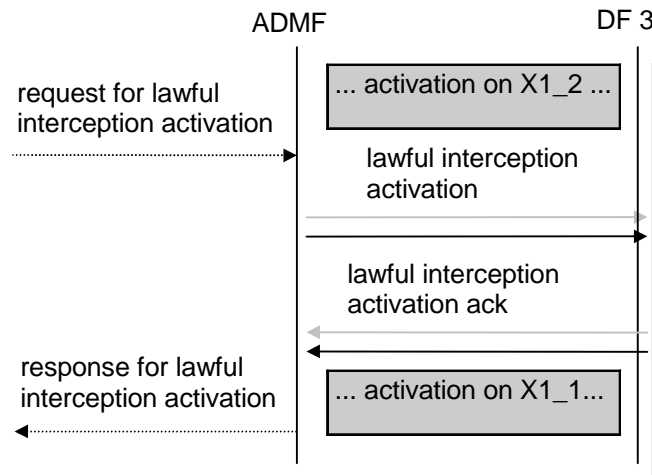 ADMF
DF 3
... activation on X1_2 ...
request for lawful
interception activation
lawful interception
activation
lawful interception
activation ack
response for lawful
interception activation
... activation on X1_1...